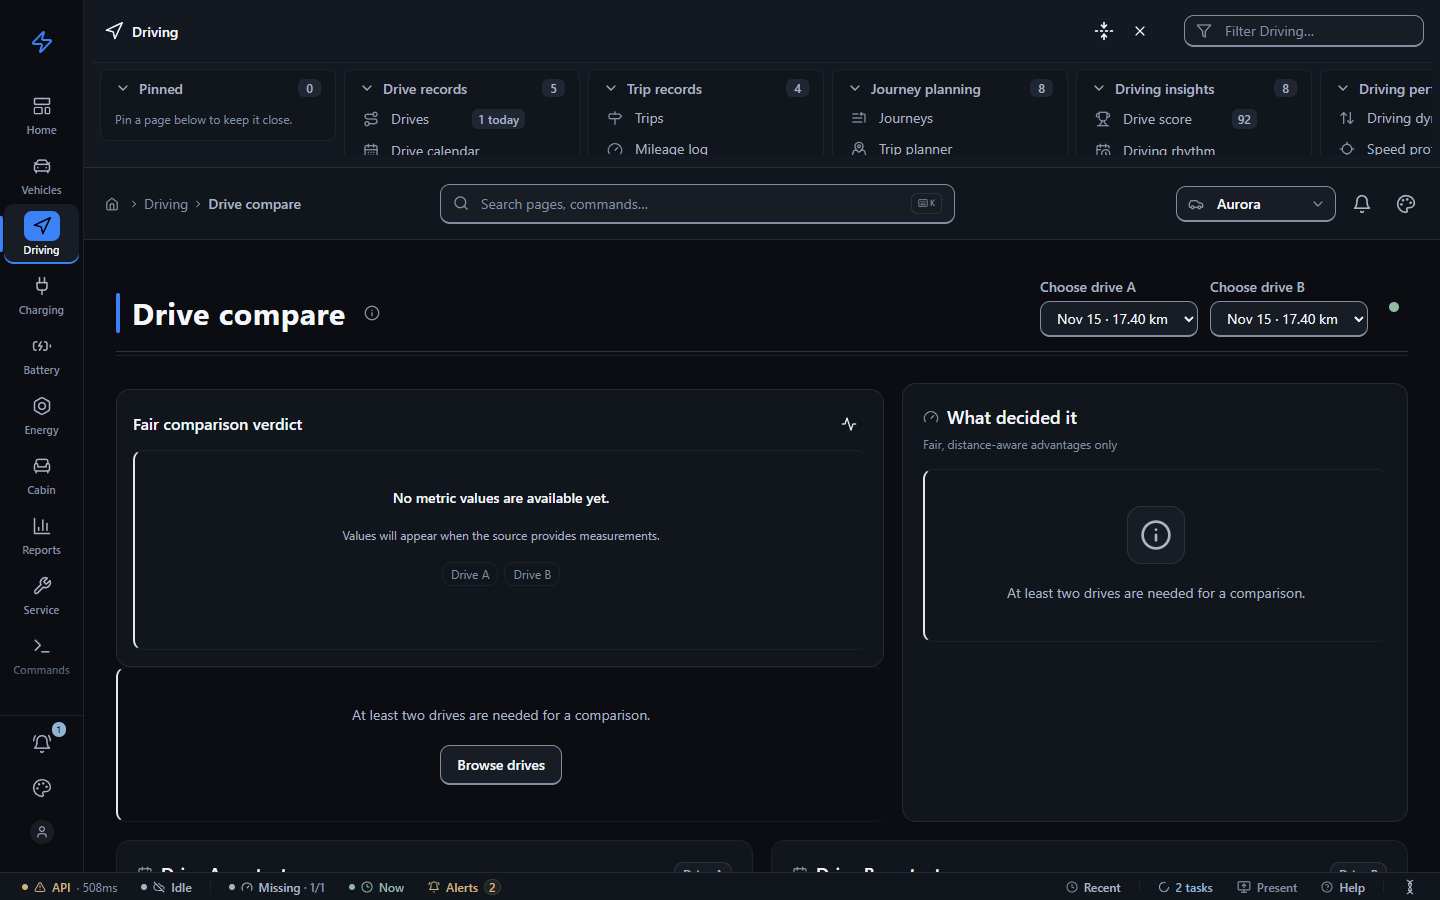 Driving
Filter Driving...
Home
Vehicles
Driving
Charging
Battery
Energy
Cabin
Reports
Service
Commands
1
Pinned 0
Pin a page below to keep it close.
Drive records 5
Drives 1 today
Drive calendar
Trip records 4
Trips
Mileage log
Journey planning 8
Journeys
Trip planner
Driving insights 8
Drive score 92
Driving rhythm
Driving per
Driving dy
Speed pro
Driving > Drive compare
Search pages, commands... K
Aurora
Drive compare
Choose drive A
Nov 15 · 17.40 km
Choose drive B
Nov 15 · 17.40 km
Fair comparison verdict
No metric values are available yet.
Values will appear when the source provides measurements.
Drive A Drive B
At least two drives are needed for a comparison.
Browse drives
What decided it
Fair, distance-aware advantages only
At least two drives are needed for a comparison.
API · 508ms
Idle
Missing · 1/1
Now
Alerts 2
Recent
2 tasks
Present
Help